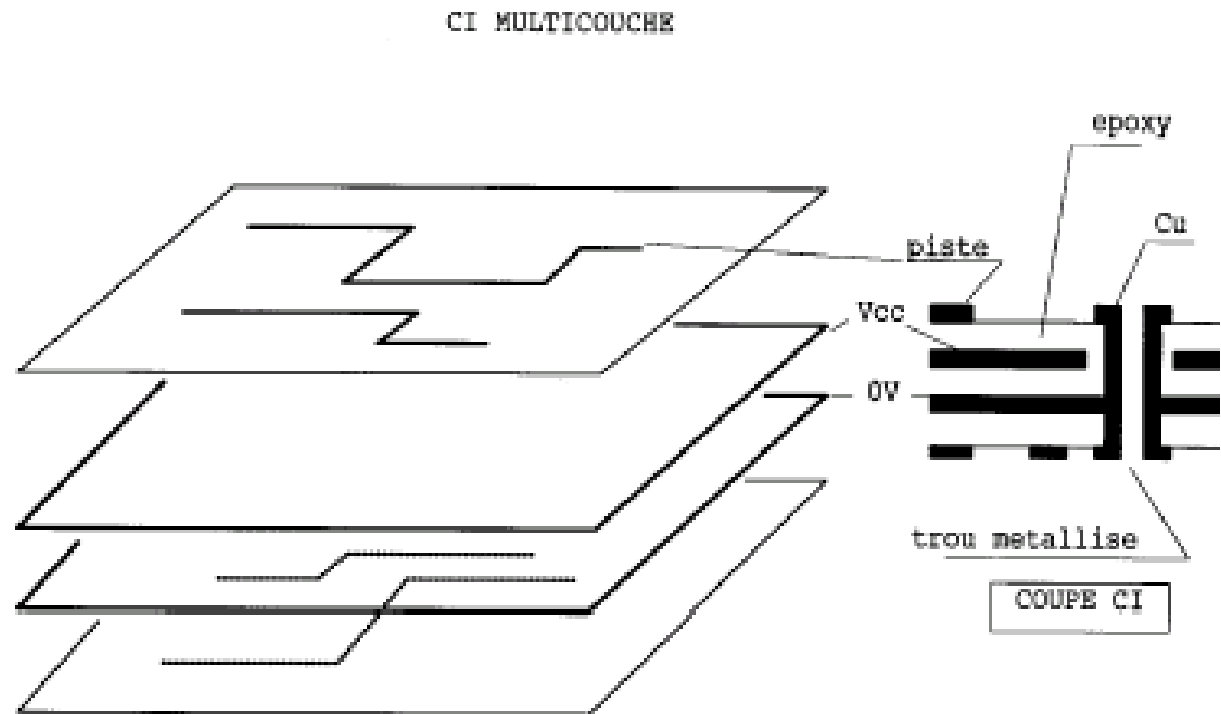 CI MULTICOUCHE
epoxy
Cu
piste
Vcc
0V
trou metallise
COUPE CI